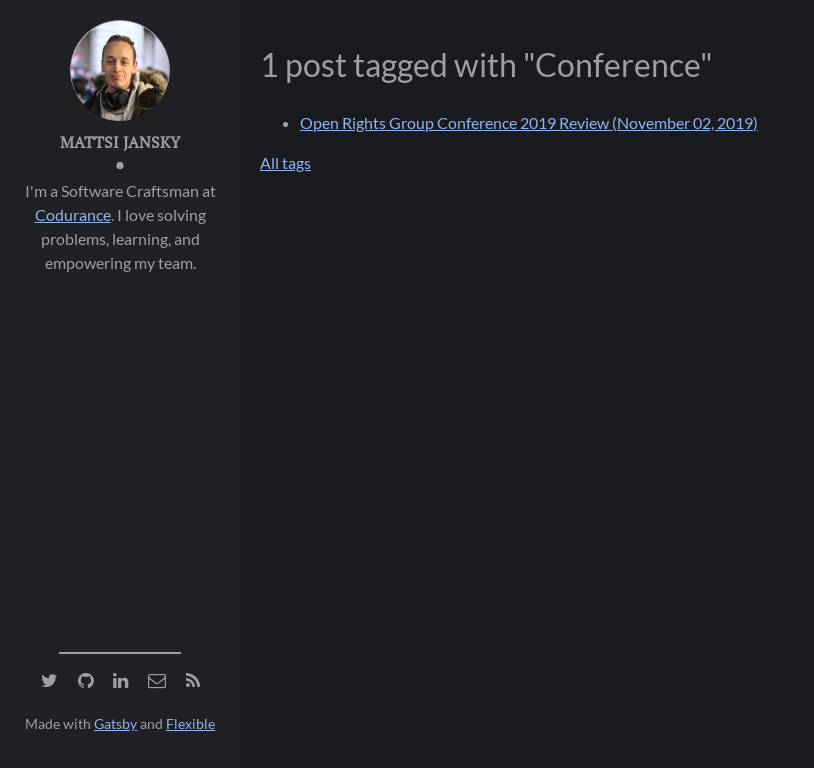 MATTSI JANSKY
I'm a Software Craftsman at
Codurance. I love solving
problems, learning, and
empowering my team.
Made with Gatsby and Flexible
1 post tagged with "Conference"
Open Rights Group Conference 2019 Review (November 02, 2019)
All tags